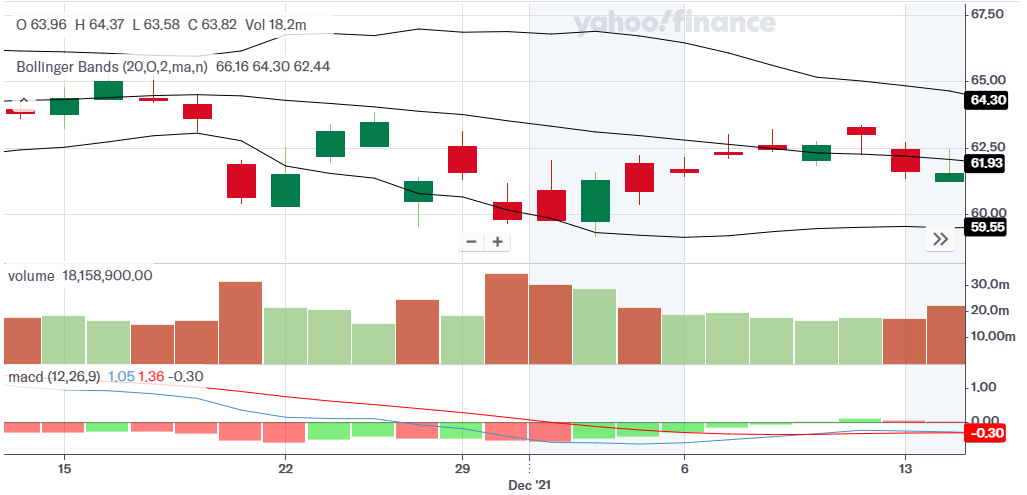 yahoo!finance
67.50
O 63.96 H 64.37 L 63.58 C 63.82 Vol 18.2m
Bollinger Bands (20,O,2,ma,n) 66.16 64.30 62.44
65.00
64.30
62.50
61.93
60.00
59.55
volume 18,158,900.00
30.0m
20.0m
10.00m
macd (12,26,9) 1.05 1.36 -0.30
1.00
0.00
-0.30
15 22 29 6 13
Dec '21